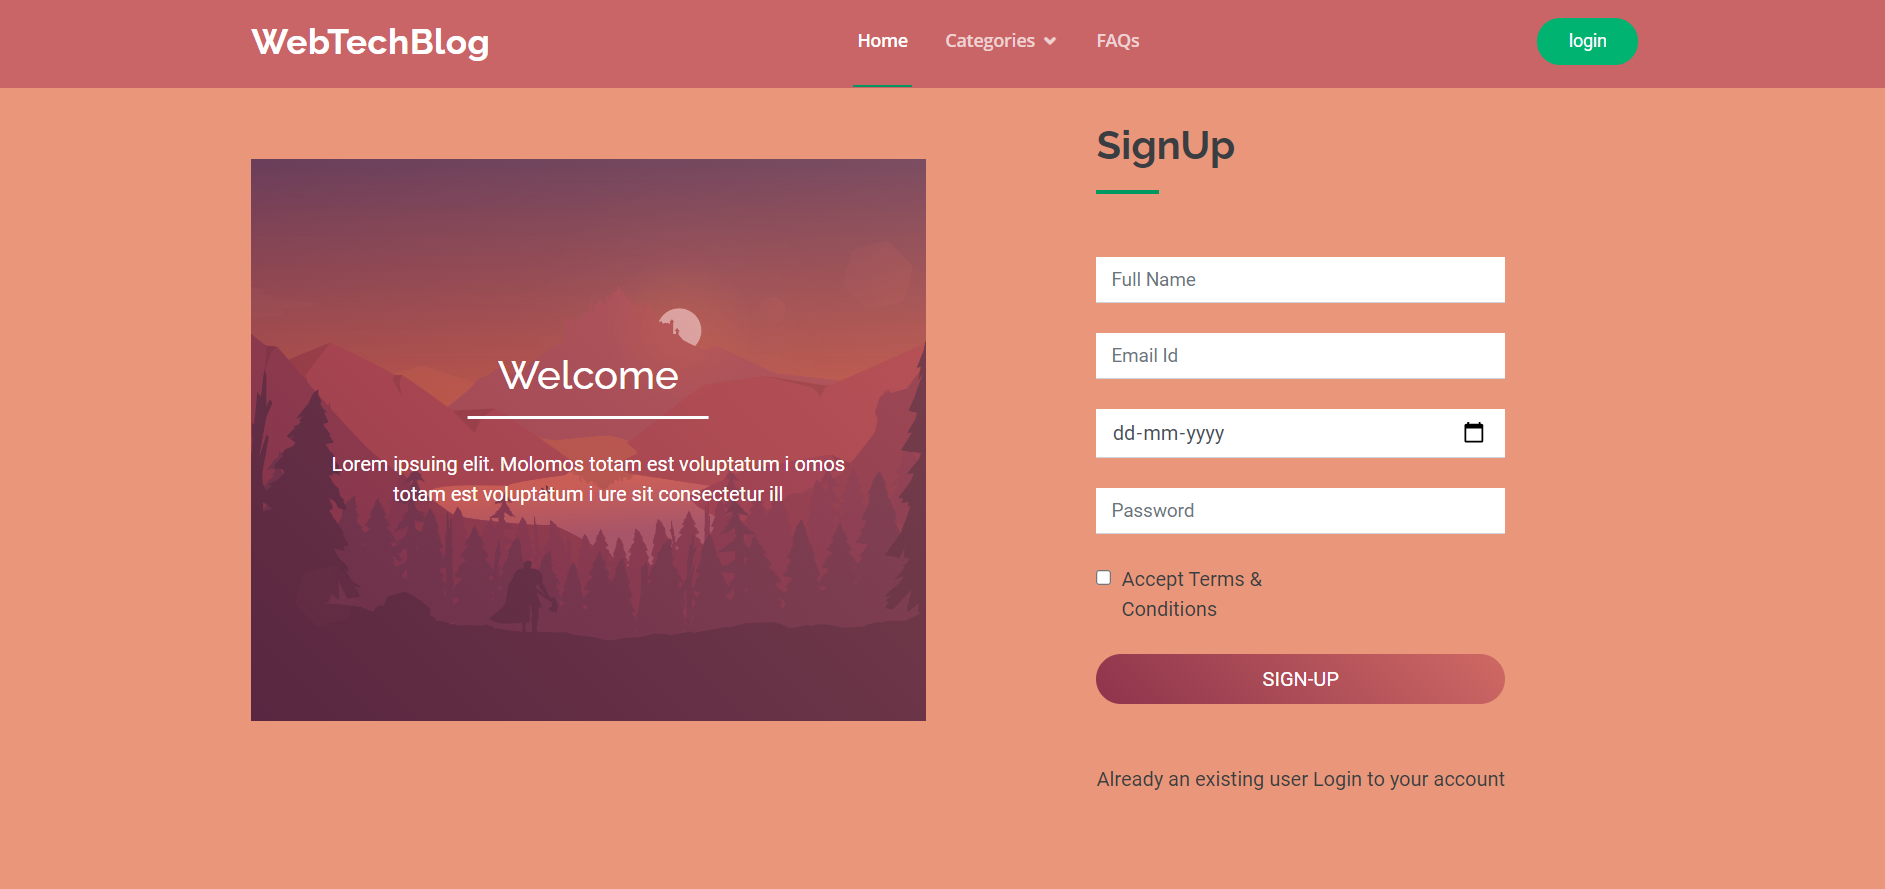 WebTechBlog
Home Categories FAQs
login
Welcome
Lorem ipsuing elit. Molomos totam est voluptatum i omos
totam est voluptatum i ure sit consectetur ill
SignUp
Full Name
Email Id
dd-mm-yyyy
Password
Accept Terms &
Conditions
SIGN-UP
Already an existing user Login to your account